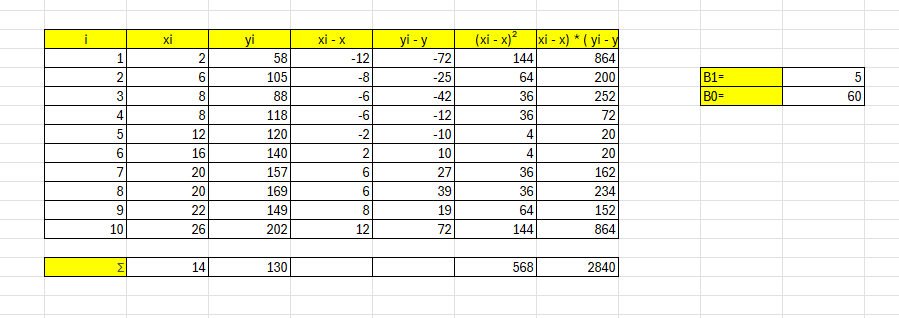 i xi yi xi - x yi - y (xi - x)² xi - x) * ( yi - y
1 2 58 -12 -72 144 864
2 6 105 -8 -25 64 200 B1= 5
3 8 88 -6 -42 36 252 B0= 60
4 8 118 -6 -12 36 72
5 12 120 -2 -10 4 20
6 16 140 2 10 4 20
7 20 157 6 27 36 162
8 20 169 6 39 36 234
9 22 149 8 19 64 152
10 26 202 12 72 144 864
Σ 14 130 568 2840